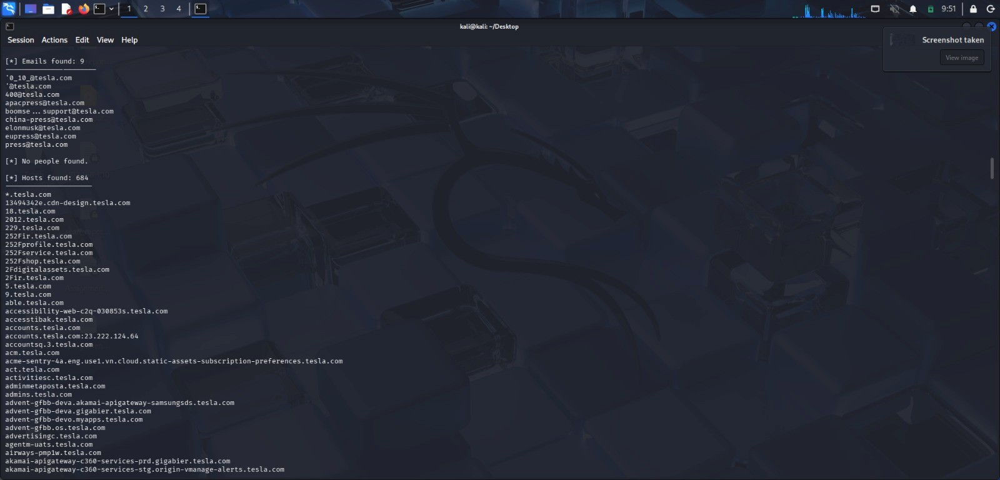 1 2 3 4
9:51
kali@kali: ~/Desktop
Session Actions Edit View Help
Screenshot taken
View image
[*] Emails found: 9
'0_10_@tesla.com
'@tesla.com
400@tesla.com
apacpress@tesla.com
boomse...support@tesla.com
china-press@tesla.com
elonmusk@tesla.com
eupress@tesla.com
press@tesla.com
[*] No people found.
[*] Hosts found: 684
*.tesla.com
13494342e.cdn-design.tesla.com
18.tesla.com
2012.tesla.com
229.tesla.com
252Fir.tesla.com
252Fprofile.tesla.com
252Fservice.tesla.com
252Fshop.tesla.com
2Fdigitalassets.tesla.com
2Fir.tesla.com
5.tesla.com
9.tesla.com
able.tesla.com
accessibility-web-c2q-030853s.tesla.com
accesstibak.tesla.com
accounts.tesla.com
accounts.tesla.com:23.222.124.64
accountsq.3.tesla.com
acm.tesla.com
acme-sentry-4a.eng.use1.vn.cloud.static-assets-subscription-preferences.tesla.com
act.tesla.com
activitiesc.tesla.com
adminmetaposta.tesla.com
admins.tesla.com
advent-gfbb-deva.akamai-apigateway-samsungsds.tesla.com
advent-gfbb-deva.gigabier.tesla.com
advent-gfbb-devo.myapps.tesla.com
advent-gfbb.os.tesla.com
advertisingc.tesla.com
agentm-uats.tesla.com
airways-pmp1w.tesla.com
akamai-apigateway-c360-services-prd.gigabier.tesla.com
akamai-apigateway-c360-services-stg.origin-vmanage-alerts.tesla.com